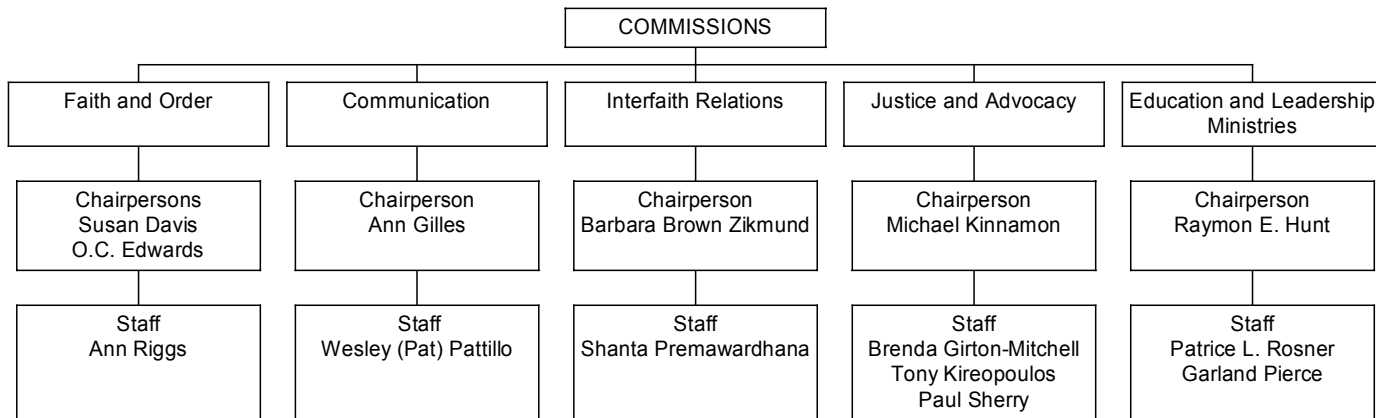 COMMISSIONS
Faith and Order
Communication
Interfaith Relations
Justice and Advocacy
Education and Leadership
Ministries
Chairpersons
Susan Davis
O.C. Edwards
Chairperson
Ann Gilles
Chairperson
Barbara Brown Zikmund
Chairperson
Michael Kinnamon
Chairperson
Raymon E. Hunt
Staff
Ann Riggs
Staff
Wesley (Pat) Pattillo
Staff
Shanta Premawardhana
Staff
Brenda Girton-Mitchell
Tony Kireopoulos
Paul Sherry
Staff
Patrice L. Rosner
Garland Pierce